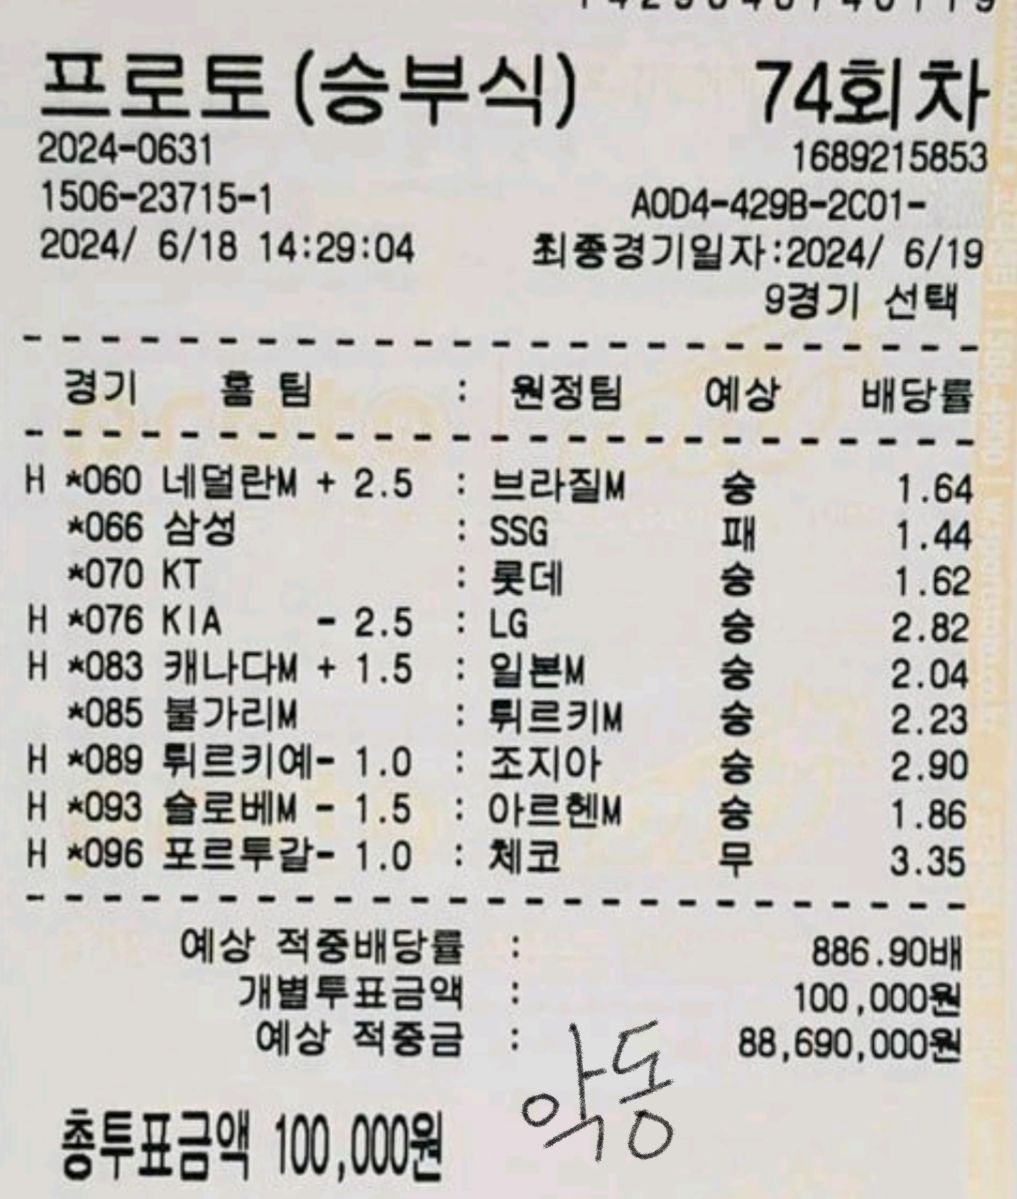 프로토(승부식) 74회차
2024-0631 1689215853
1506-23715-1 A0D4-429B-2C01-
2024/ 6/18 14:29:04 최종경기일자:2024/ 6/19
9경기 선택
경기 홈 팀 : 원정팀 예상 배당률
H *060 네덜란M + 2.5 : 브라질M 승 1.64
*066 삼성 : SSG 패 1.44
*070 KT : 롯데 승 1.62
H *076 KIA - 2.5 : LG 승 2.82
H *083 캐나다M + 1.5 : 일본M 승 2.04
*085 불가리M : 튀르키M 승 2.23
H *089 튀르키예- 1.0 : 조지아 승 2.90
H *093 슬로베M - 1.5 : 아르헨M 승 1.86
H *096 포르투갈- 1.0 : 체코 무 3.35
예상 적중배당률 : 886.90배
개별투표금액 : 100,000원
예상 적중금 : 88,690,000원
악동
총투표금액 100,000원